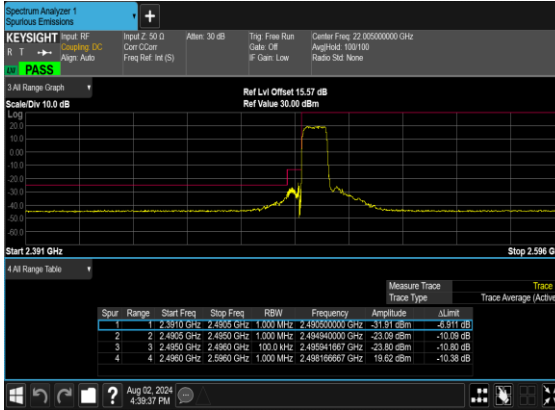 Spectrum Analyzer 1
Spurious Emissions
+
KEYSIGHT Input: RF Input Z: 50 Ω Atten: 30 dB Trig: Free Run Center Freq: 22.005000000 GHz
R T Coupling: DC Corr CCorr Gate: Off Avg|Hold: 100/100
Align: Auto Freq Ref: Int (S) IF Gain: Low Radio Std: None
PASS
3 All Range Graph
Ref Lvl Offset 15.57 dB
Scale/Div 10.0 dB Ref Value 30.00 dBm
Log
20.0
10.0
0.00
-10.0
-20.0
-30.0
-40.0
-50.0
-60.0
Start 2.391 GHz Stop 2.596 G
4 All Range Table
Measure Trace Trace
Trace Type Trace Average (Active
Spur Range Start Freq Stop Freq RBW Frequency Amplitude ΔLimit
1 1 2.3910 GHz 2.4905 GHz 1.000 MHz 2.490500000 GHz -31.91 dBm -6.911 dB
2 2 2.4905 GHz 2.4950 GHz 1.000 MHz 2.494940000 GHz -23.09 dBm -10.09 dB
3 3 2.4950 GHz 2.4960 GHz 100.0 kHz 2.495941667 GHz -23.80 dBm -10.80 dB
4 4 2.4960 GHz 2.5960 GHz 1.000 MHz 2.498166667 GHz 19.62 dBm -10.38 dB
? Aug 02, 2024
4:39:37 PM